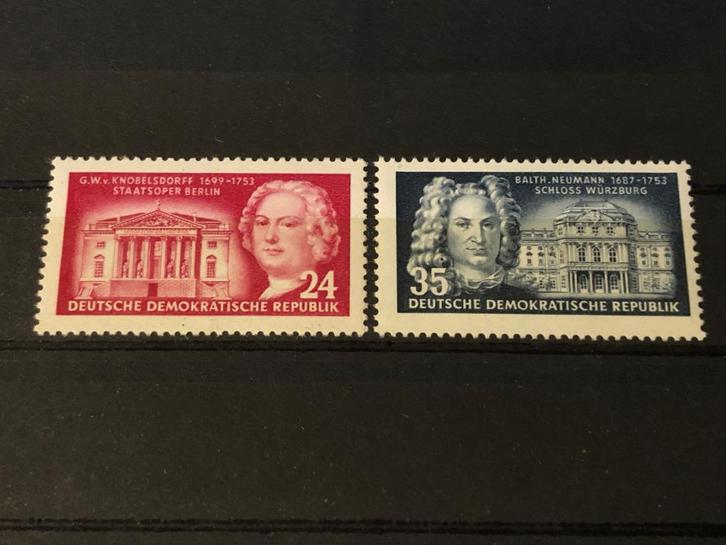 G.W.v. KNOBELSDORFF 1699-1753
STAATSOPER BERLIN
24
DEUTSCHE DEMOKRATISCHE REPUBLIK
BALTH. NEUMANN 1687-1753
SCHLOSS WÜRZBURG
35
DEUTSCHE DEMOKRATISCHE REPUBLIK